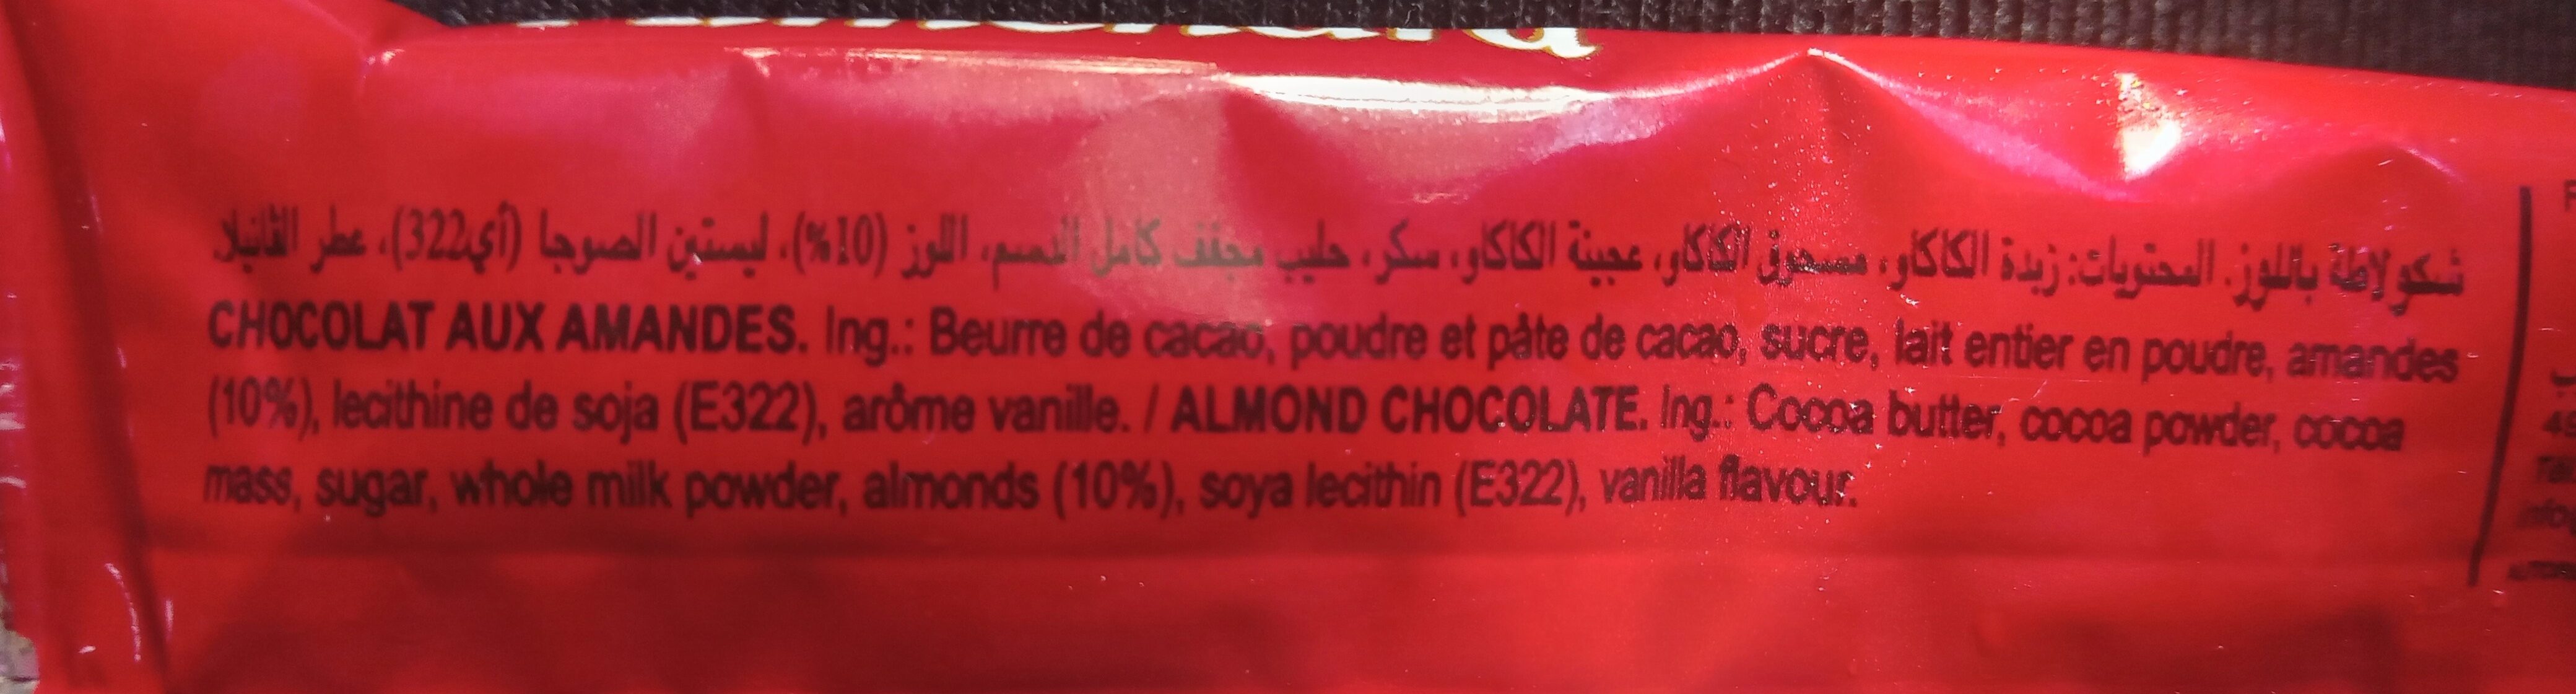 شكولاطة باللوز. المحتويات: زبدة الكاكاو، مسحوق الكاكاو، عجينة الكاكاو، سكر، حليب مجفف كامل الدسم، اللوز (10%)، ليستين الصوجا (أي322)، عطر الڤانيلا
CHOCOLAT AUX AMANDES. Ing.: Beurre de cacao, poudre et pâte de cacao, sucre, lait entier en poudre, amandes
(10%), lecithine de soja (E322), arôme vanille. / ALMOND CHOCOLATE. Ing.: Cocoa butter, cocoa powder, cocoa
mass, sugar, whole milk powder, almonds (10%), soya lecithin (E322), vanilla flavour.